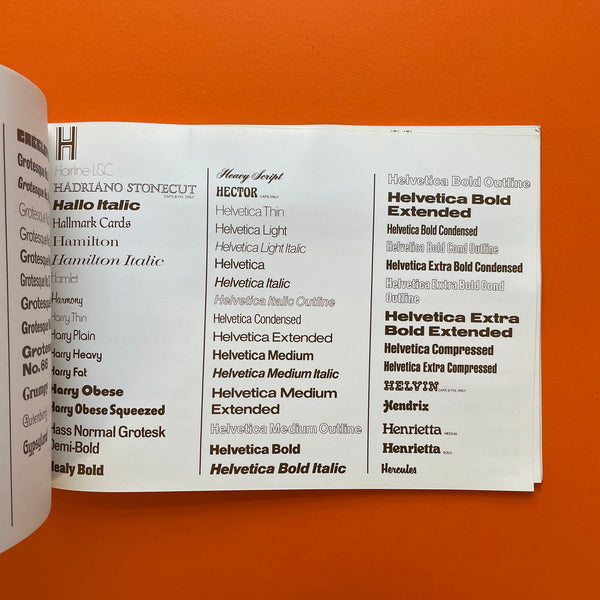 Grotesque
Grotesque
Grotesque
Grotesque
Grotesque
Grotesque
Grotesque
Grotesque
No. 66
H
Hairline L&C
HADRIANO STONECUT CAPS & FIG. ONLY
Hallo Italic
Hallmark Cards
Hamilton
Hamilton Italic
Hamlet
Harmony
Harry Thin
Harry Plain
Harry Heavy
Harry Fat
Harry Obese
Harry Obese Squeezed
Hass Normal Grotesk
Demi-Bold
Healy Bold
Heavy Script
HECTOR CAPS ONLY
Helvetica Thin
Helvetica Light
Helvetica Light Italic
Helvetica
Helvetica Italic
Helvetica Italic Outline
Helvetica Condensed
Helvetica Extended
Helvetica Medium
Helvetica Medium Italic
Helvetica Medium
Extended
Helvetica Medium Outline
Helvetica Bold
Helvetica Bold Italic
Helvetica Bold Outline
Helvetica Bold
Extended
Helvetica Bold Condensed
Helvetica Bold Cond Outline
Helvetica Extra Bold Condensed
Helvetica Extra Bold Cond
Outline
Helvetica Extra
Bold Extended
Helvetica Compressed
Helvetica Extra Compressed
HELVIN CAPS & FIG. ONLY
Hendrix
Henrietta MEDIUM
Henrietta BOLD
Hercules